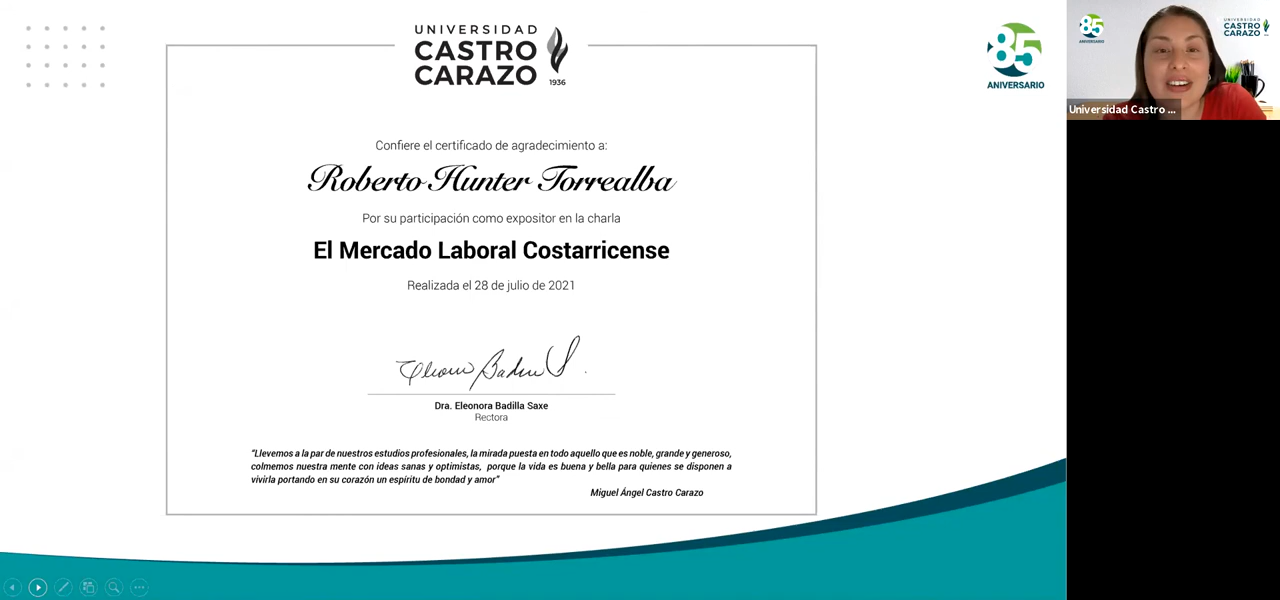 UNIVERSIDAD
CASTRO
CARAZO
1936
85
ANIVERSARIO
Confiere el certificado de agradecimiento a:
Roberto Hunter Torrealba
Por su participación como expositor en la charla
El Mercado Laboral Costarricense
Realizada el 28 de julio de 2021
Dra. Eleonora Badilla Saxe
Rectora
“Llevemos a la par de nuestros estudios profesionales, la mirada puesta en todo aquello que es noble, grande y generoso,
colmemos nuestra mente con ideas sanas y optimistas, porque la vida es buena y bella para quienes se disponen a
vivirla portando en su corazón un espíritu de bondad y amor”
Miguel Ángel Castro Carazo
85
ANIVERSARIO
UNIVERSIDAD
CASTRO
CARAZO
Universidad Castro ...